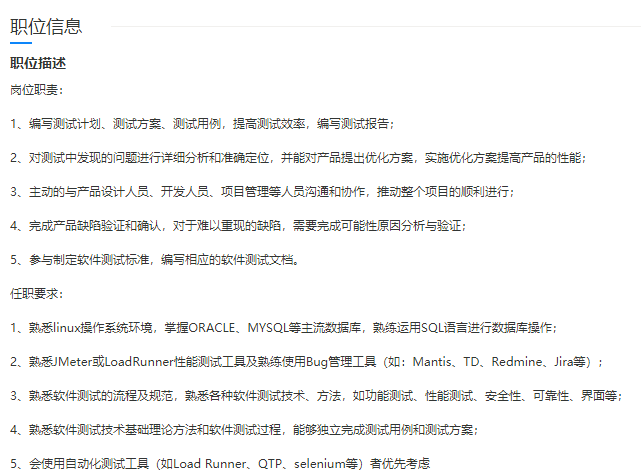 职位信息
职位描述
岗位职责：
1、编写测试计划、测试方案、测试用例，提高测试效率，编写测试报告；
2、对测试中发现的问题进行详细分析和准确定位，并能对产品提出优化方案，实施优化方案提高产品的性能；
3、主动的与产品设计人员、开发人员、项目管理等人员沟通和协作，推动整个项目的顺利进行；
4、完成产品缺陷验证和确认，对于难以重现的缺陷，需要完成可能性原因分析与验证；
5、参与制定软件测试标准，编写相应的软件测试文档。
任职要求：
1、熟悉linux操作系统环境，掌握ORACLE、MYSQL等主流数据库，熟练运用SQL语言进行数据库操作；
2、熟悉JMeter或LoadRunner性能测试工具及熟练使用Bug管理工具（如：Mantis、TD、Redmine、Jira等）；
3、熟悉软件测试的流程及规范，熟悉各种软件测试技术、方法，如功能测试、性能测试、安全性、可靠性、界面等；
4、熟悉软件测试技术基础理论方法和软件测试过程，能够独立完成测试用例和测试方案；
5、会使用自动化测试工具（如Load Runner、QTP、selenium等）者优先考虑